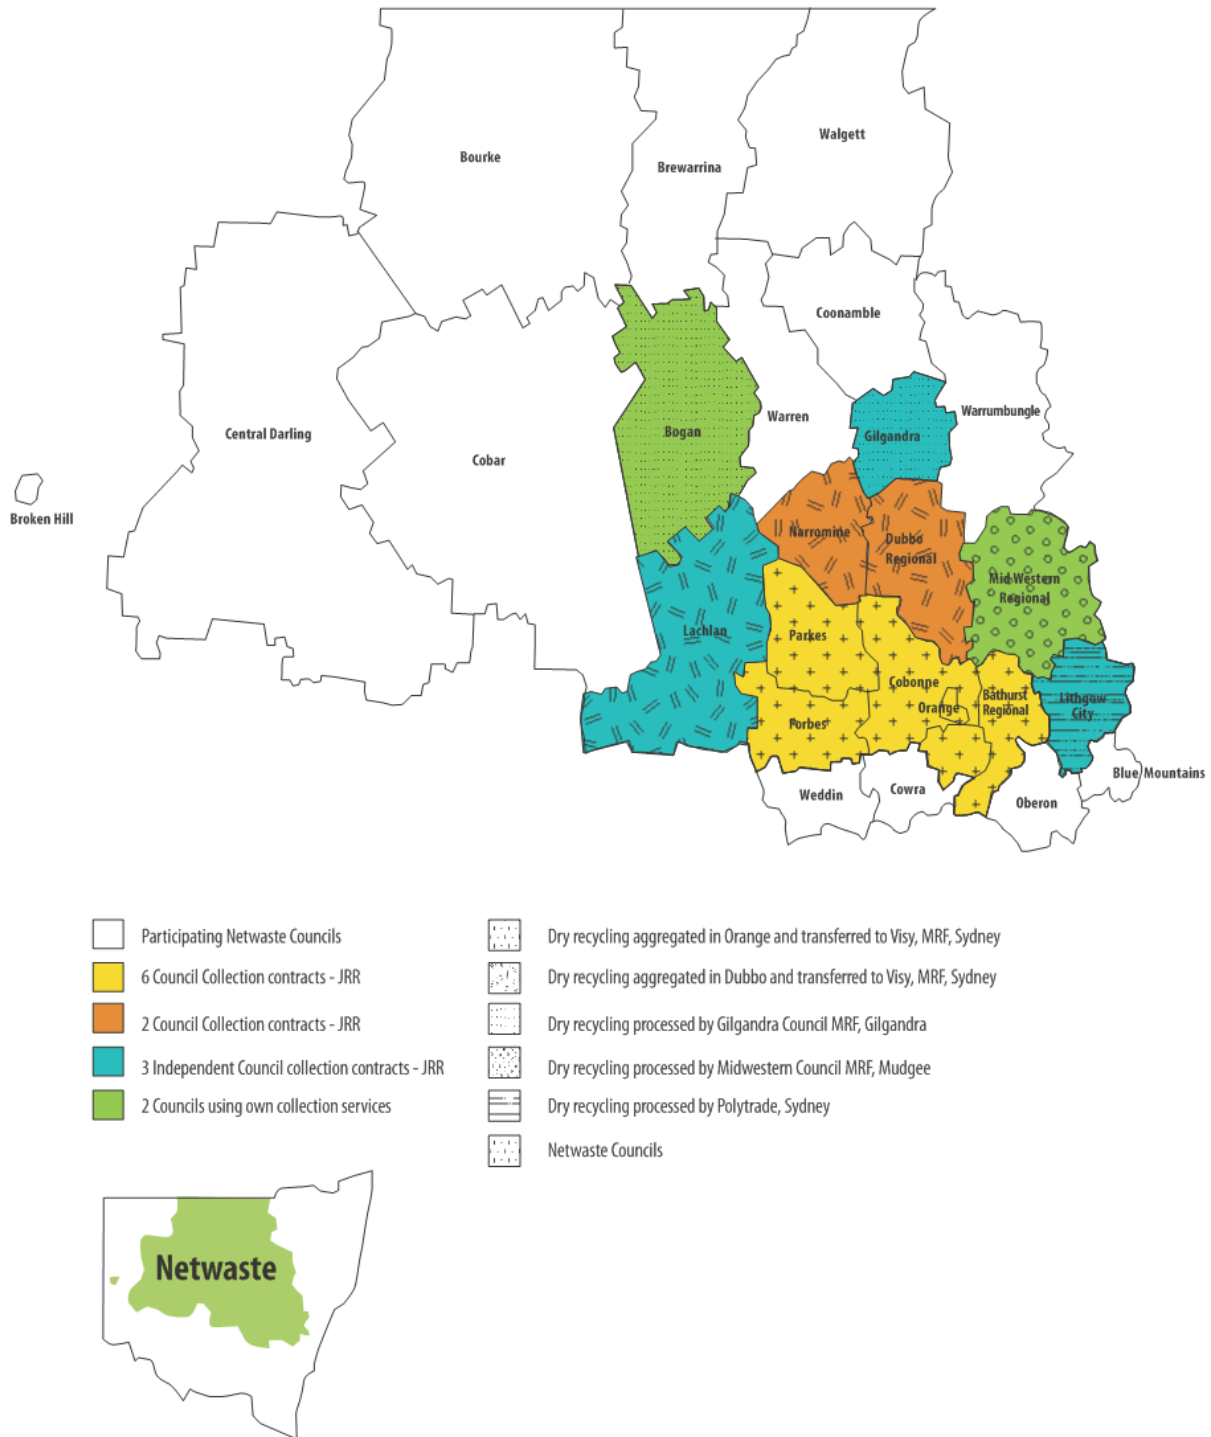 Walgett
Bourke
Brewarrina
Coonamble
Warrumbungle
Warren
Central Darling
Bogan
Gilgandra
Cobar
Broken Hill
Narromine
Dubbo
Regional
Mid Western
Regional
Lachlan
Parkes
Cobonne
Bathurst
Regional
Lithgow
City
Orange
Forbes
Blue Mountains
Weddin
Cowra
Oberon
Participating Netwaste Councils
6 Council Collection contracts - JRR
2 Council Collection contracts - JRR
3 Independent Council collection contracts - JRR
2 Councils using own collection services
Dry recycling aggregated in Orange and transferred to Visy, MRF, Sydney
Dry recycling aggregated in Dubbo and transferred to Visy, MRF, Sydney
Dry recycling processed by Gilgandra Council MRF, Gilgandra
Dry recycling processed by Midwestern Council MRF, Mudgee
Dry recycling processed by Polytrade, Sydney
Netwaste Councils
Netwaste